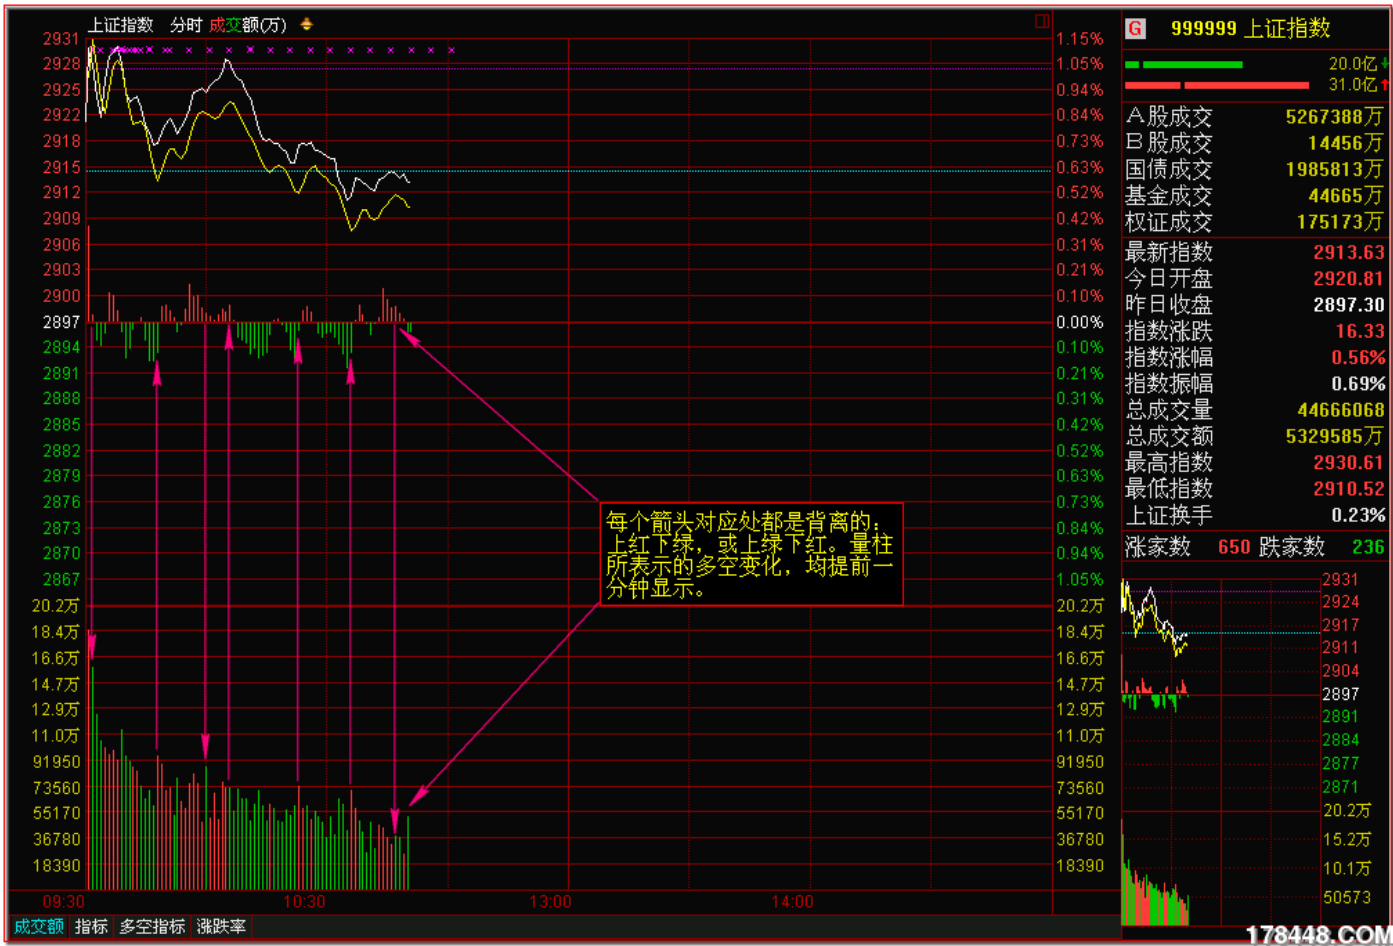 上证指数 分时 成交额(万)
2931
2928
2925
2922
2918
2915
2912
2909
2906
2903
2900
2897
2894
2891
2888
2885
2882
2879
2876
2873
2870
2867
20.2万
18.4万
16.6万
14.7万
12.9万
11.0万
91950
73560
55170
36780
18390
每个箭头对应处都是背离的：
上红下绿，或上绿下红。量柱
所表示的多空变化，均提前一
分钟显示。
1.15%
1.05%
0.94%
0.84%
0.73%
0.63%
0.52%
0.42%
0.31%
0.21%
0.10%
0.00%
0.10%
0.21%
0.31%
0.42%
0.52%
0.63%
0.73%
0.84%
0.94%
1.05%
20.2万
18.4万
16.6万
14.7万
12.9万
11.0万
91950
73560
55170
36780
18390
09:30 10:30 13:00 14:00
成交额 指标 多空指标 涨跌率
G 999999 上证指数
20.0亿
31.0亿
A股成交 5267388万
B股成交 14456万
国债成交 1985813万
基金成交 44665万
权证成交 175173万
最新指数 2913.63
今日开盘 2920.81
昨日收盘 2897.30
指数涨跌 16.33
指数涨幅 0.56%
指数振幅 0.69%
总成交量 44666068
总成交额 5329585万
最高指数 2930.61
最低指数 2910.52
上证换手 0.23%
涨家数 650 跌家数 236
2931
2924
2917
2911
2904
2897
2891
2884
2877
2871
20.2万
15.2万
10.1万
50573
178448.COM